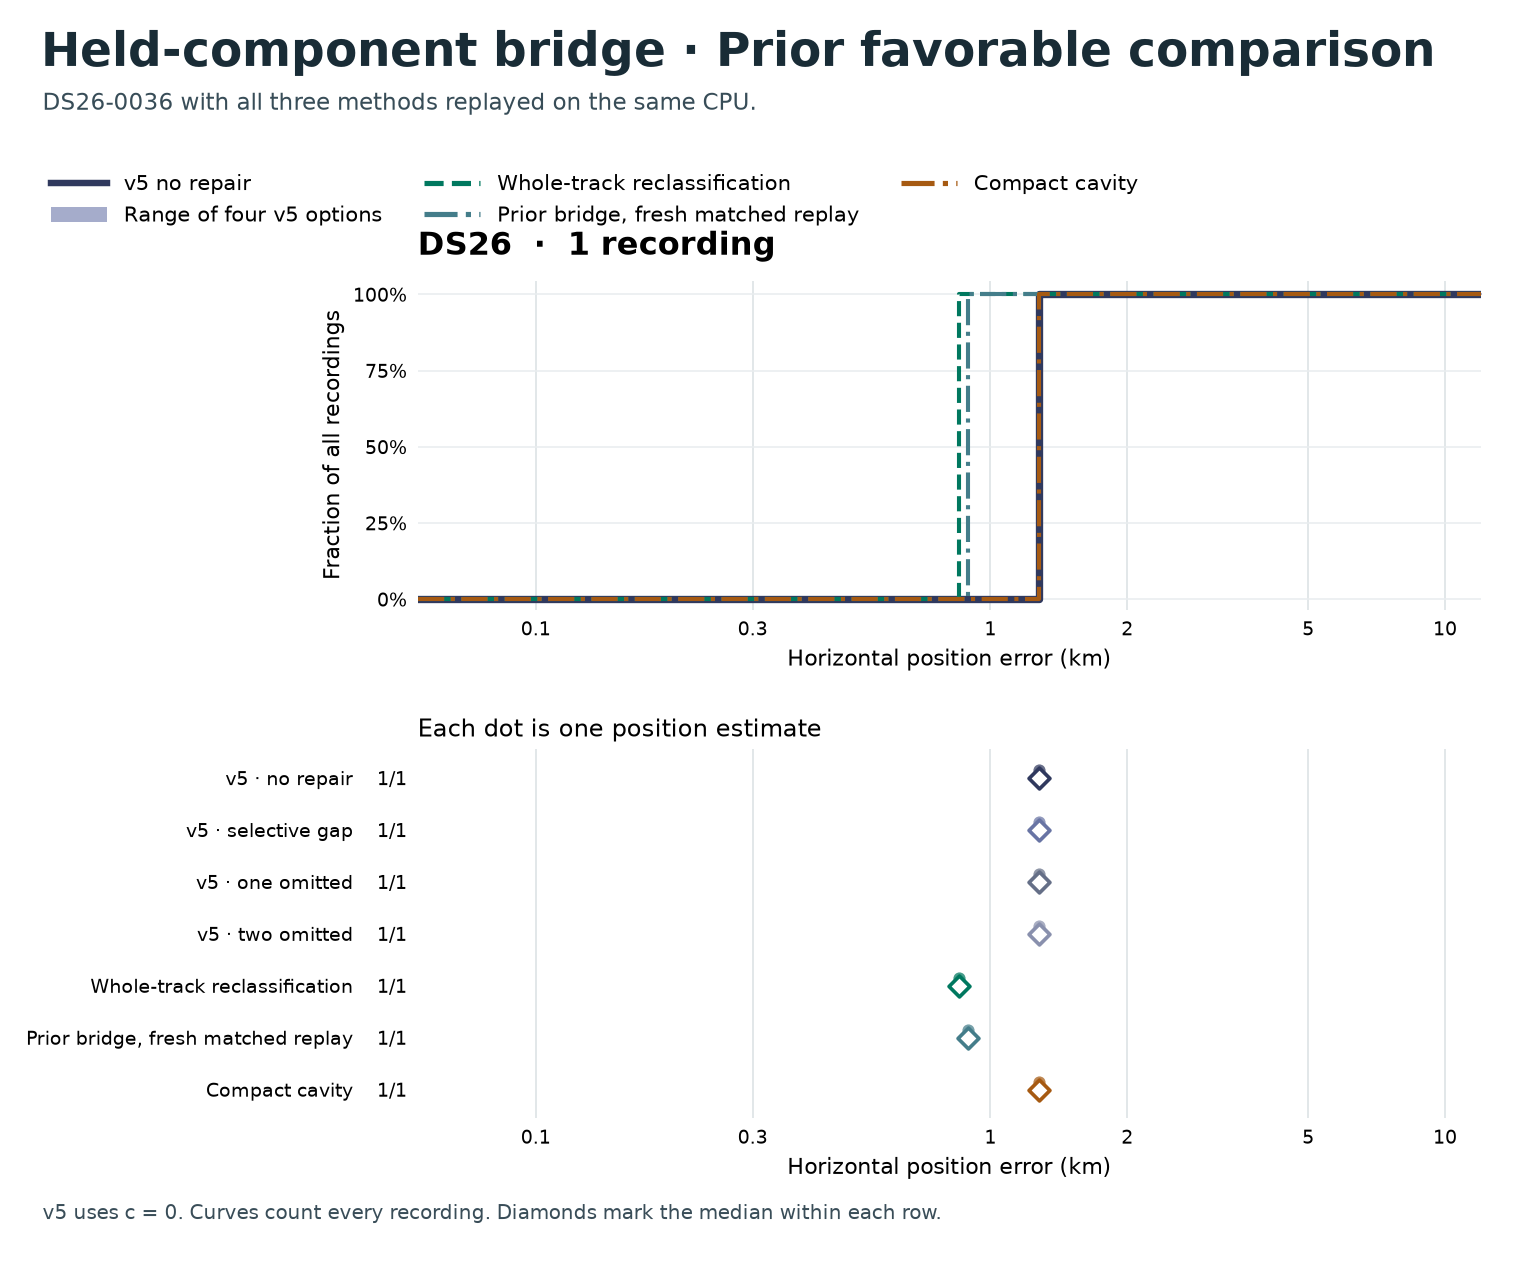 Held-component bridge · Prior favorable comparison
DS26-0036 with all three methods replayed on the same CPU.
v5 no repair
Whole-track reclassification
Compact cavity
Range of four v5 options
Prior bridge, fresh matched replay
DS26 · 1 recording
100%
75%
50%
25%
0%
Fraction of all recordings
0.1 0.3 1 2 5 10
Horizontal position error (km)
Each dot is one position estimate
v5 · no repair 1/1
v5 · selective gap 1/1
v5 · one omitted 1/1
v5 · two omitted 1/1
Whole-track reclassification 1/1
Prior bridge, fresh matched replay 1/1
Compact cavity 1/1
0.1 0.3 1 2 5 10
Horizontal position error (km)
v5 uses c = 0. Curves count every recording. Diamonds mark the median within each row.